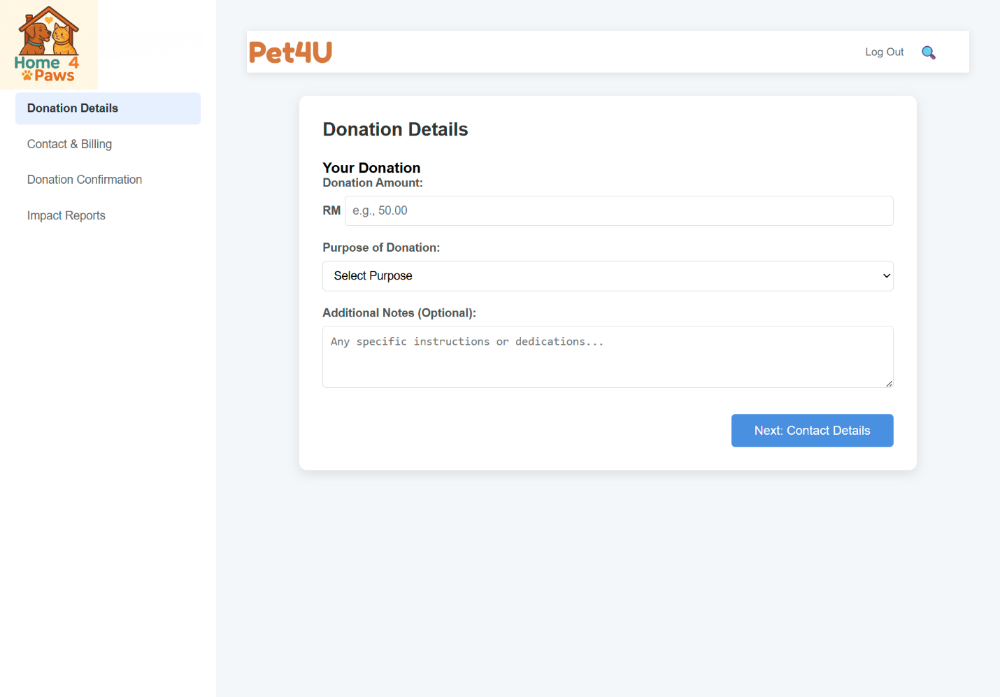 Home 4
Paws
Donation Details
Contact & Billing
Donation Confirmation
Impact Reports
Pet4U
Log Out
Donation Details
Your Donation
Donation Amount:
RM e.g., 50.00
Purpose of Donation:
Select Purpose
Additional Notes (Optional):
Any specific instructions or dedications...
Next: Contact Details